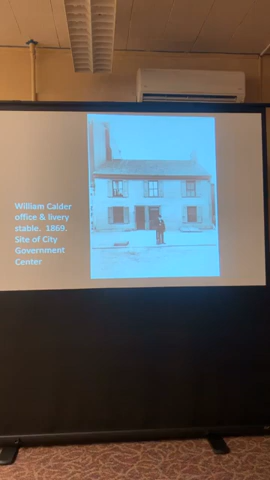 William Calder
office & livery
stable. 1869.
Site of City
Government
Center